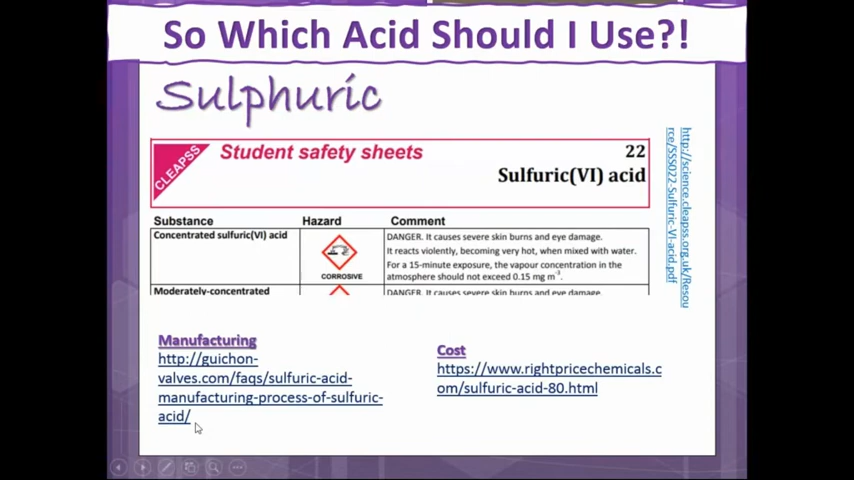 So Which Acid Should I Use?!
Sulphuric
CLEAPSS
Student safety sheets
22
Sulfuric(VI) acid
Substance Hazard Comment
Concentrated sulfuric(VI) acid
CORROSIVE
DANGER. It causes severe skin burns and eye damage.
It reacts violently, becoming very hot, when mixed with water.
For a 15-minute exposure, the vapour concentration in the
atmosphere should not exceed 0.15 mg m⁻³.
Moderately-concentrated
DANGER. It causes severe skin burns and eye damage.
http://science.cleapss.org.uk/Resou
rce/SSS022-Sulfuric-VI-acid.pdf
Manufacturing
http://guichon-
valves.com/faqs/sulfuric-acid-
manufacturing-process-of-sulfuric-
acid/
Cost
https://www.rightpricechemicals.c
om/sulfuric-acid-80.html